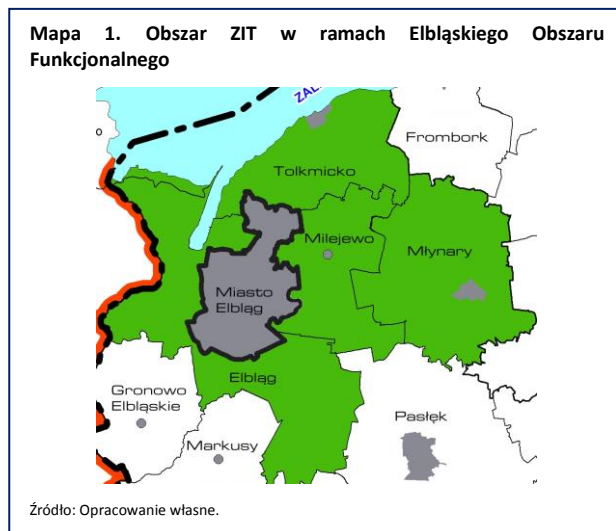 Mapa 1. Obszar ZIT w ramach Elbląskiego Obszaru
Funkcjonalnego
Frombork
Tolkmicko
Milejewo
Młynary
Miasto
Elbląg
Elbląg
Gronowo
Elbląskie
Pasłęk
Markusy
Źródło: Opracowanie własne.